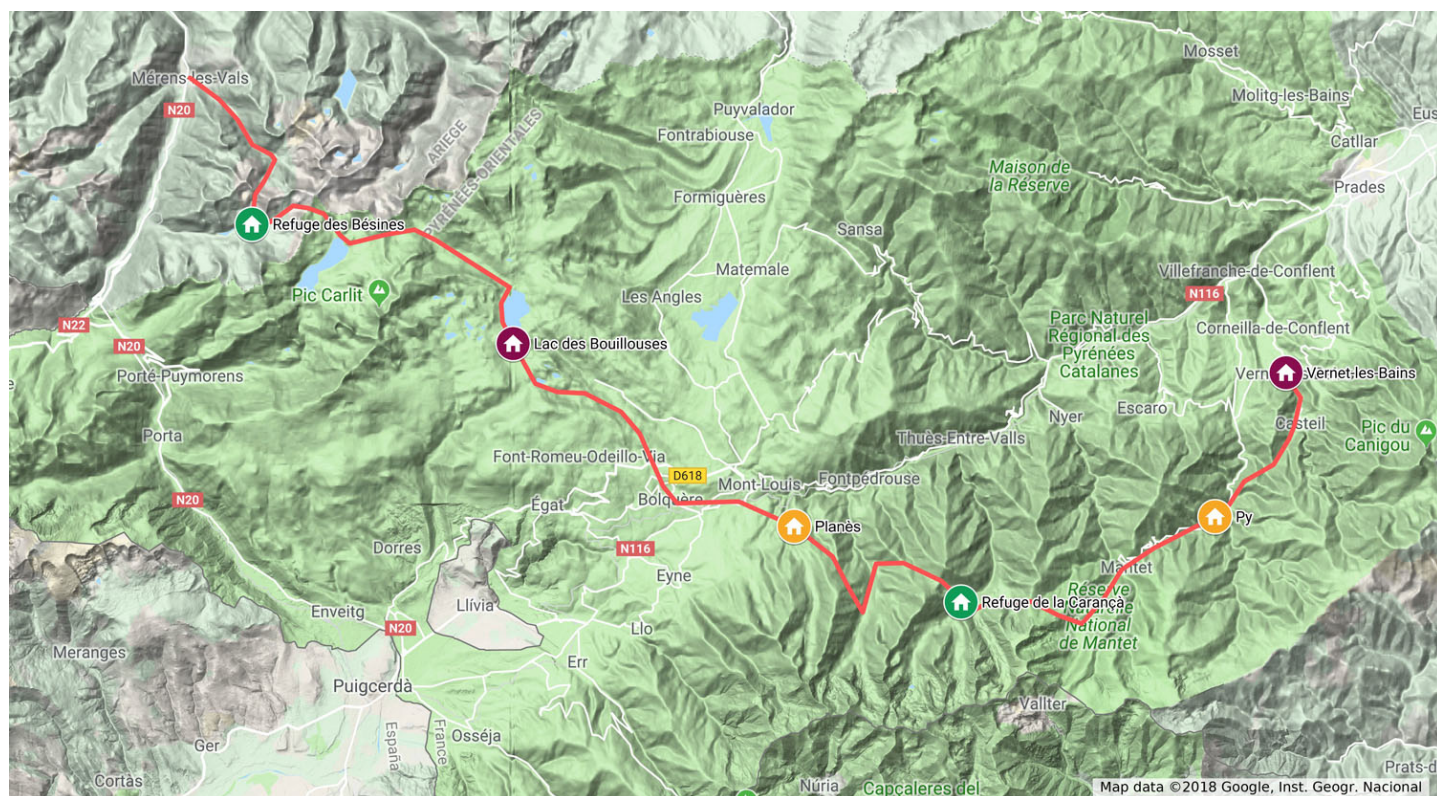 Mosset
Mérens-les-Vals
Molitg-les-Bains
N20
Puyvalador
Eus
Fontrabiouse
ARIEGE
PYRÉNÉES-ORIENTALES
Catllar
Maison de
la Réserve
Prades
Formiguères
Refuge des Bésines
Sansa
Matemale
Villefranche-de-Conflent
Pic Carlit
Les Angles
N116
Parc Naturel
Régional des
Pyrénées
Catalanes
N22
Corneilla-de-Conflent
N20
Lac des Bouillouses
Porté-Puymorens
Vernet-les-Bains
Nyer
Escaro
Casteil
Pic du
Canigou
Porta
Thuès-Entre-Valls
Font-Romeu-Odeillo-Via
D618
Mont-Louis
Fontpédrouse
N20
Égat
Bolquère
Planès
Py
Dorres
N116
Mantet
Eyne
Réserve
Naturelle
National
de Mantet
Refuge de la Carança
Enveitg
Llívia
N20
Llo
Meranges
Err
Puigcerdà
Vallter
España
France
Osséja
Ger
Cortàs
Núria
Capçaleres del
Prats-d
Map data ©2018 Google, Inst. Geogr. Nacional